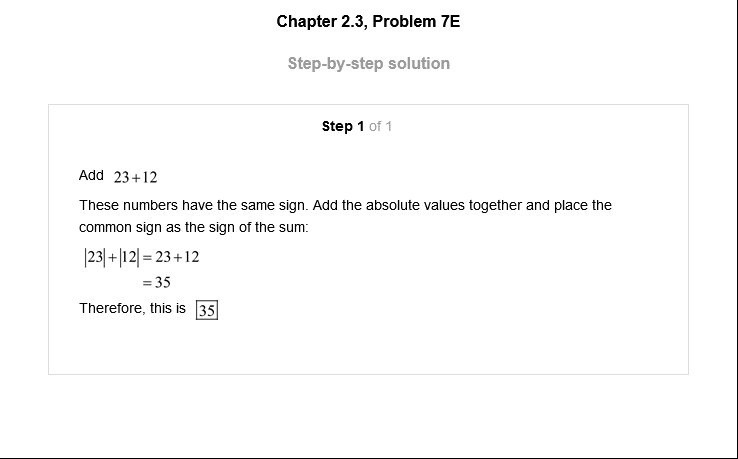 Chapter 2.3, Problem 7E
Step-by-step solution
Step 1 of 1
Add 23+12
These numbers have the same sign. Add the absolute values together and place the
common sign as the sign of the sum:
|23|+|12| = 23+12
= 35
Therefore, this is 35